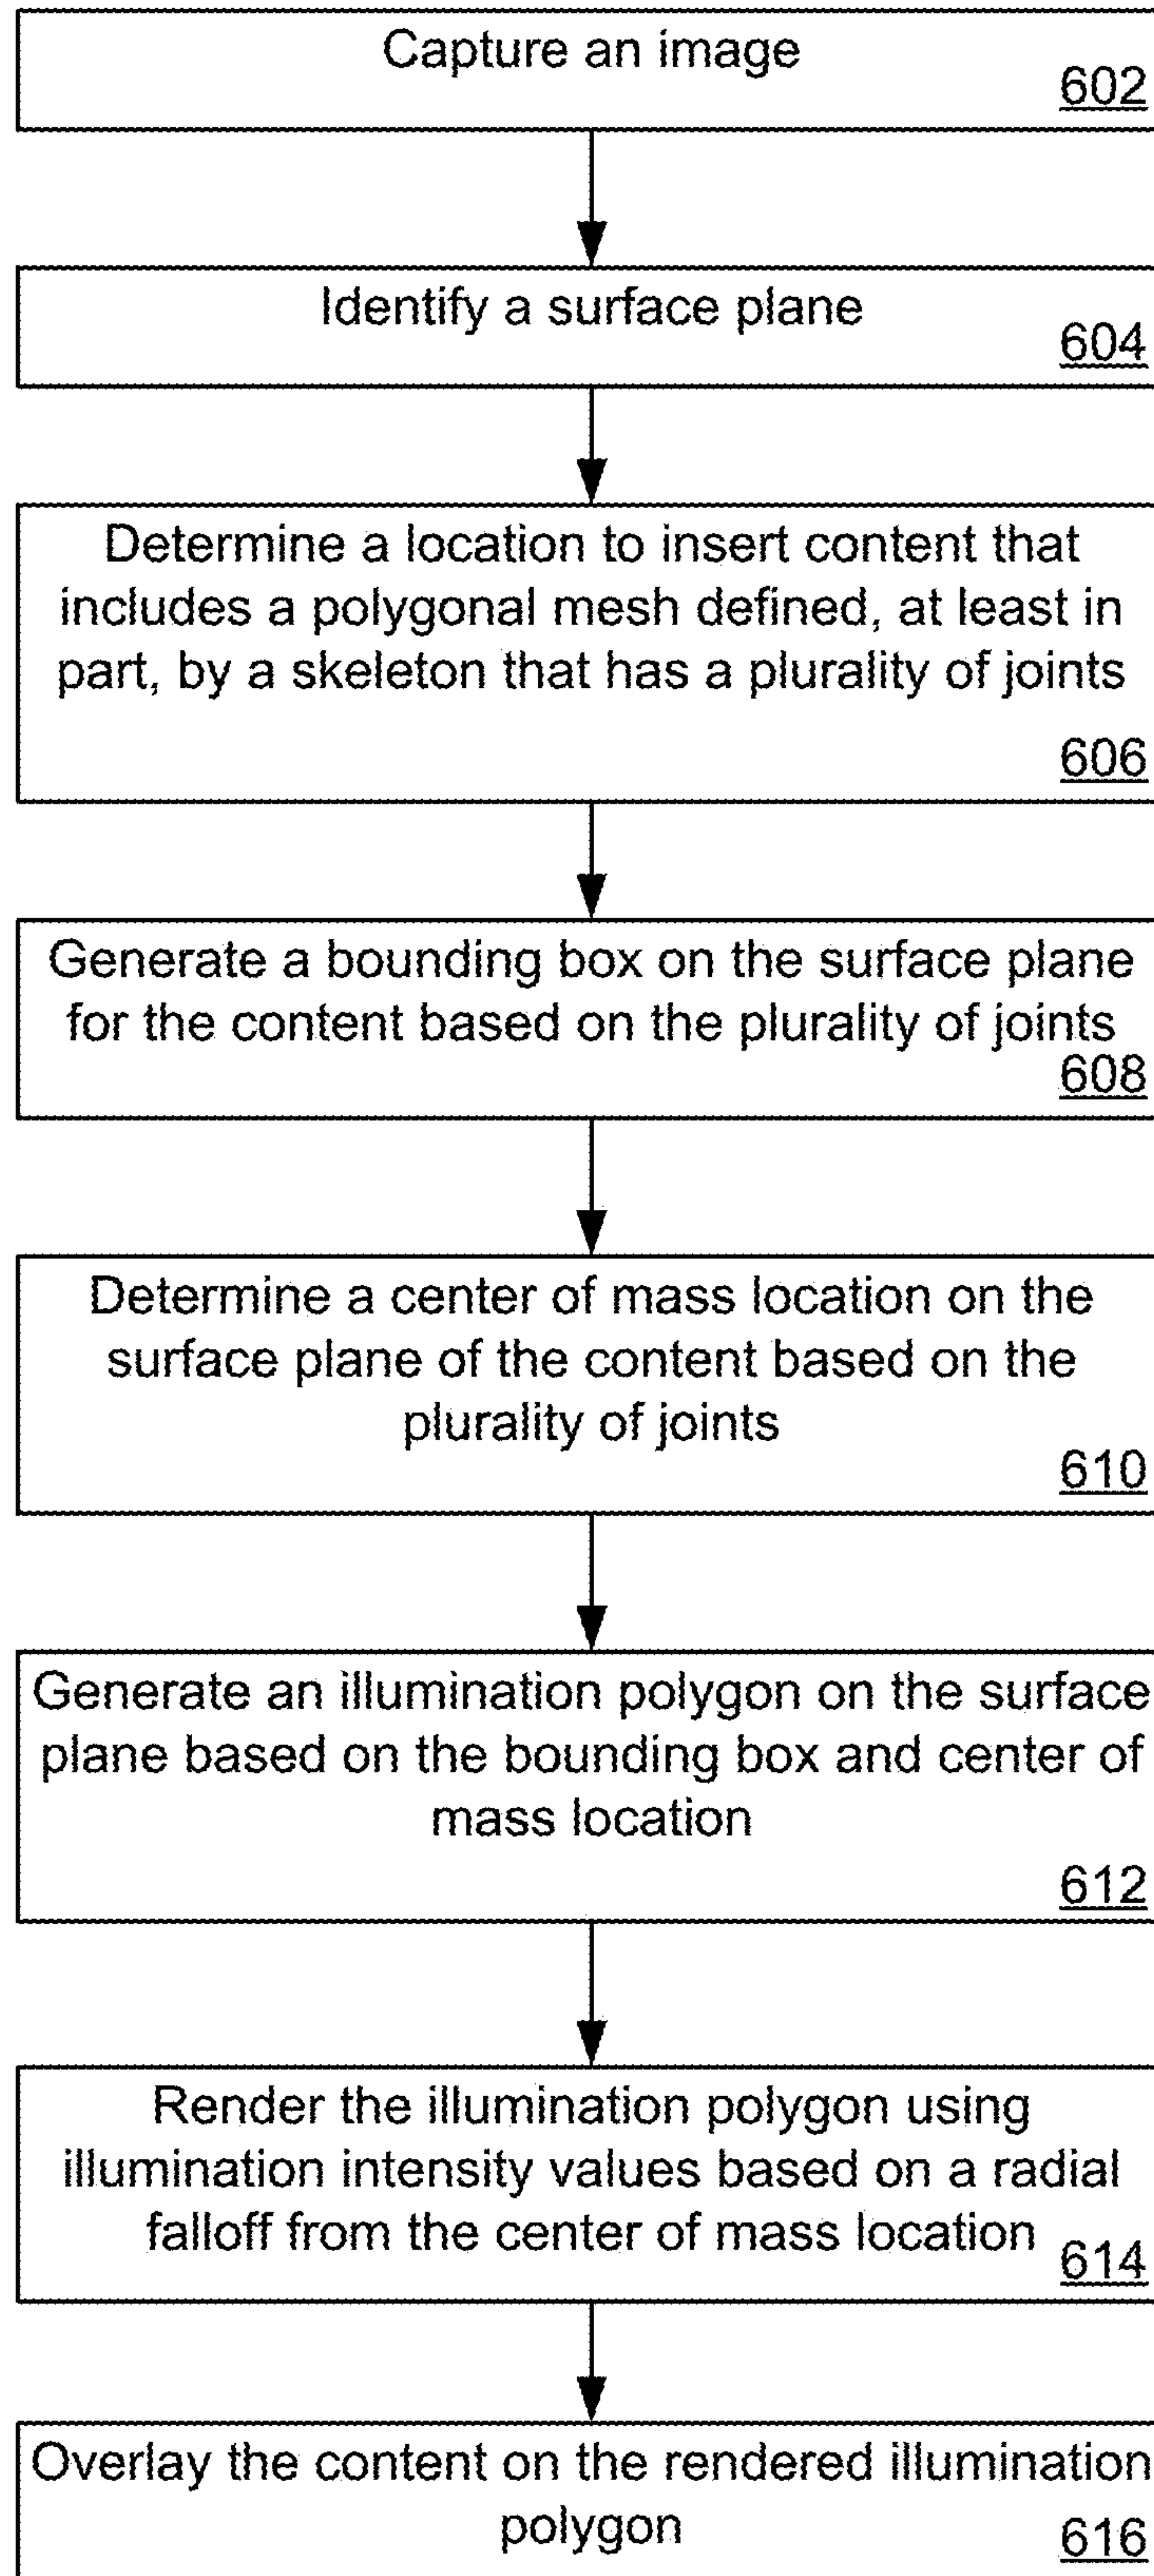 Capture an image
602
Identify a surface plane
604
Determine a location to insert content that
includes a polygonal mesh defined, at least in
part, by a skeleton that has a plurality of joints
606
Generate a bounding box on the surface plane
for the content based on the plurality of joints
608
Determine a center of mass location on the
surface plane of the content based on the
plurality of joints
610
Generate an illumination polygon on the surface
plane based on the bounding box and center of
mass location
612
Render the illumination polygon using
illumination intensity values based on a radial
falloff from the center of mass location
614
Overlay the content on the rendered illumination
polygon
616